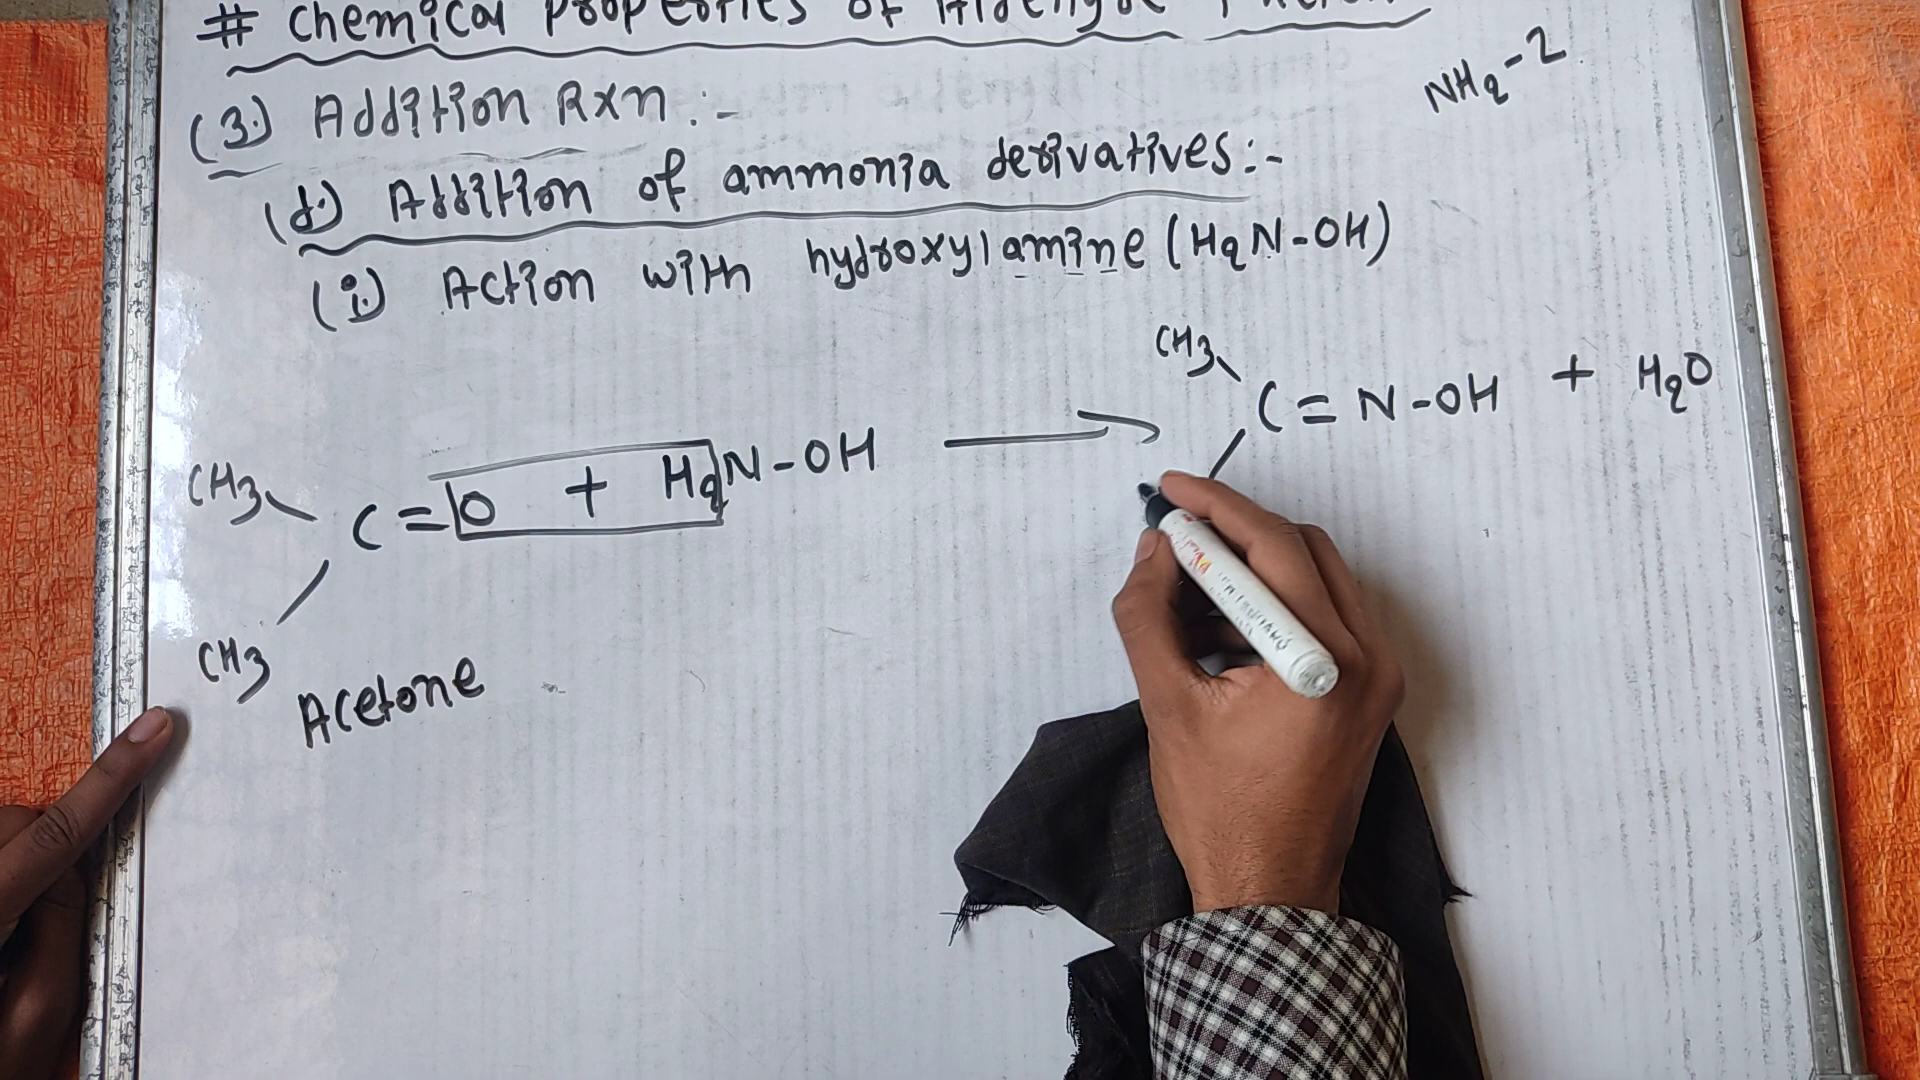 # Chemical Properties of Aldehyde
NH2-Z
(3.) Addition Rxn :-
(d.) Addition of ammonia derivatives:-
(i.) Action with hydroxylamine (H2N-OH)
CH3
C = N-OH + H2O
CH3
C = O + H2N-OH
CH3
Acetone